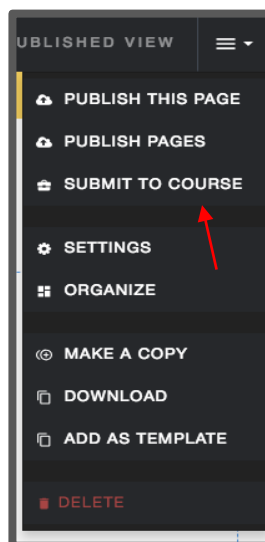 UBLISHED VIEW
PUBLISH THIS PAGE
PUBLISH PAGES
SUBMIT TO COURSE
SETTINGS
ORGANIZE
MAKE A COPY
DOWNLOAD
ADD AS TEMPLATE
DELETE